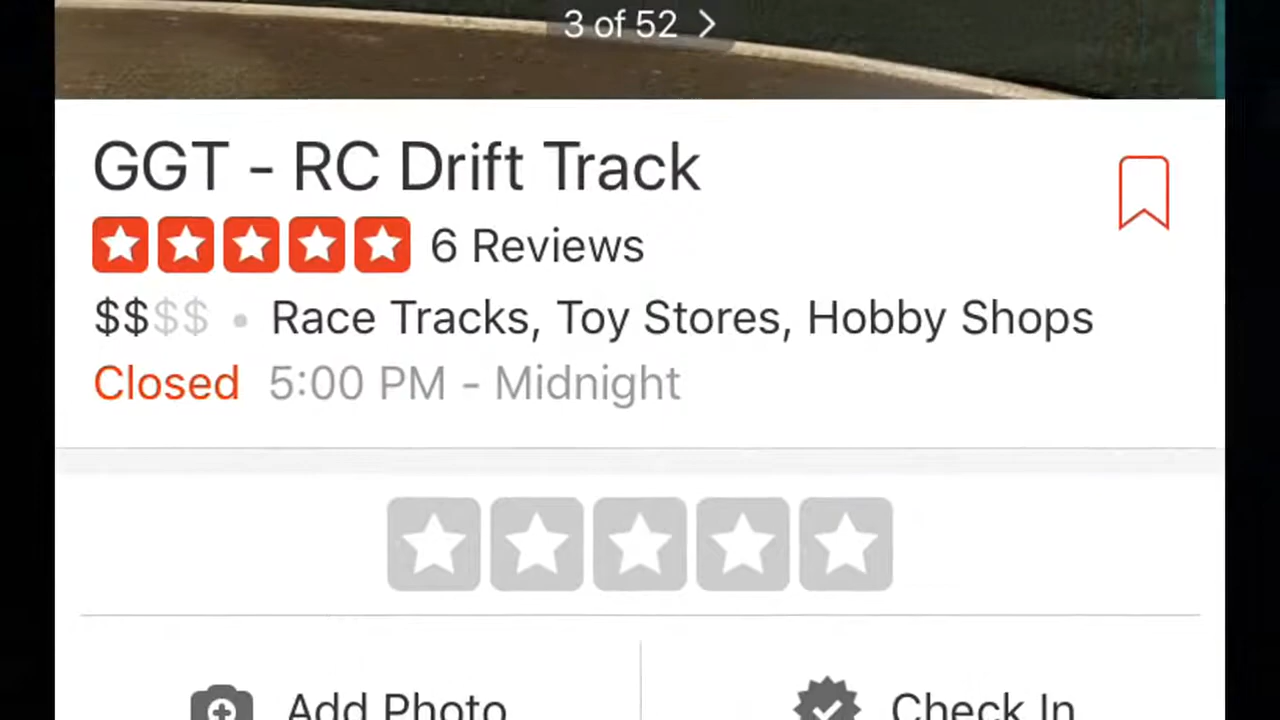 3 of 52
GGT - RC Drift Track
6 Reviews
$$$$ • Race Tracks, Toy Stores, Hobby Shops
Closed 5:00 PM - Midnight
Add Photo
Check In